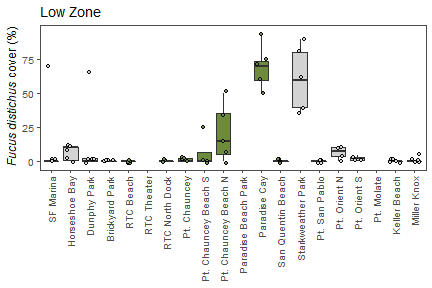 Low Zone
Fucus distichus cover (%)
75
50
25
0
SF Marina
Horseshoe Bay
Dunphy Park
Brickyard Park
RTC Beach
RTC Theater
RTC North Dock
Pt. Chauncey
Pt. Chauncey Beach S
Pt. Chauncey Beach N
Paradise Beach Park
Paradise Cay
San Quentin Beach
Starkweather Park
Pt. San Pablo
Pt. Orient N
Pt. Orient S
Pt. Molate
Keller Beach
Miller Knox